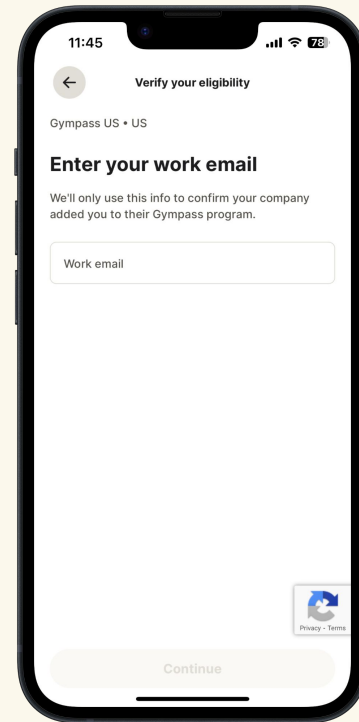 11:45
78
Verify your eligibility
Gympass US • US
Enter your work email
We'll only use this info to confirm your company
added you to their Gympass program.
Work email
Privacy - Terms
Continue